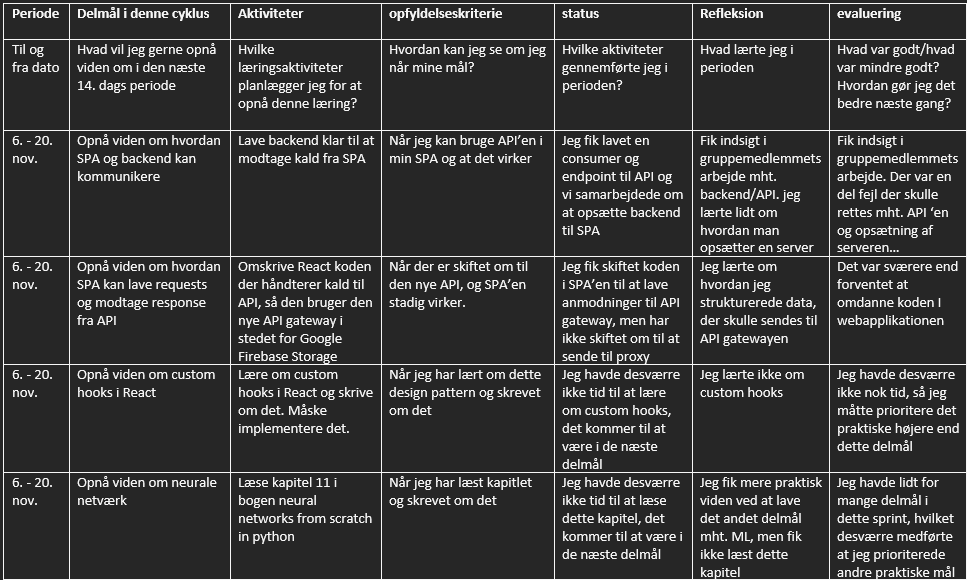 Periode
Delmål i denne cyklus
Aktiviteter
opfyldelseskriterie
status
Refleksion
evaluering
Til og
fra dato
Hvad vil jeg gerne opnå
viden om i den næste
14. dags periode
Hvilke
læringsaktiviteter
planlægger jeg for at
opnå denne læring?
Hvordan kan jeg se om jeg
når mine mål?
Hvilke aktiviteter
gennemførte jeg i
perioden?
Hvad lærte jeg i
perioden
Hvad var godt/hvad
var mindre godt?
Hvordan gør jeg det
bedre næste gang?
6. - 20.
nov.
Opnå viden om hvordan
SPA og backend kan
kommunikere
Lave backend klar til at
modtage kald fra SPA
Når jeg kan bruge API’en i
min SPA og at det virker
Jeg fik lavet en
consumer og
endpoint til API og
vi samarbejdede om
at opsætte backend
til SPA
Fik indsigt i
gruppemedlemmets
arbejde mht.
backend/API. jeg
lærte lidt om
hvordan man
opsætter en server
Fik indsigt i
gruppemedlemmets
arbejde. Der var en
del fejl der skulle
rettes mht. API ‘en
og opsætning af
serveren…
6. - 20.
nov.
Opnå viden om hvordan
SPA kan lave requests
og modtage response
fra API
Omskrive React koden
der håndterer kald til
API, så den bruger den
nye API gateway i
stedet for Google
Firebase Storage
Når der er skiftet om til
den nye API, og SPA’en
stadig virker.
Jeg fik skiftet koden
i SPA’en til at lave
anmodninger til API
gateway, men har
ikke skiftet om til at
sende til proxy
Jeg lærte om
hvordan jeg
strukturerede data,
der skulle sendes til
API gatewayen
Det var sværere end
forventet at
omdanne koden I
webapplikationen
6. - 20.
nov.
Opnå viden om custom
hooks i React
Lære om custom
hooks i React og skrive
om det. Måske
implementere det.
Når jeg har lært om dette
design pattern og skrevet
om det
Jeg havde desværre
ikke tid til at lære
om custom hooks,
det kommer til at
være i de næste
delmål
Jeg lærte ikke om
custom hooks
Jeg havde desværre
ikke nok tid, så jeg
måtte prioritere det
praktiske højere end
dette delmål
6. - 20.
nov.
Opnå viden om neurale
netværk
Læse kapitel 11 i
bogen neural
networks from scratch
in python
Når jeg har læst kapitlet
og skrevet om det
Jeg havde desværre
ikke tid til at læse
dette kapitel, det
kommer til at være i
de næste delmål
Jeg fik mere praktisk
viden ved at lave
det andet delmål
mht. ML, men fik
ikke læst dette
kapitel
Jeg havde lidt for
mange delmål i
dette sprint, hvilket
desværre medførte
at jeg prioriterede
andre praktiske mål